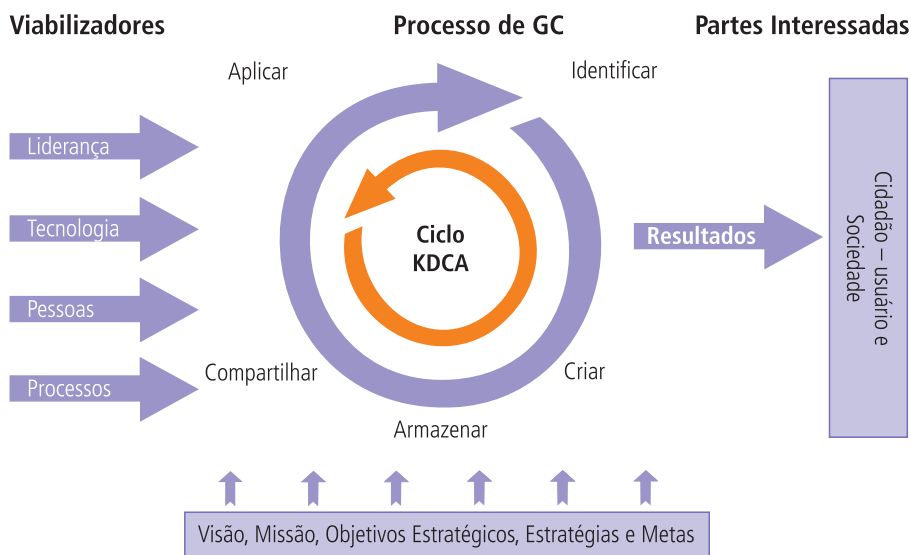 Viabilizadores
Processo de GC
Partes Interessadas
Aplicar
Identificar
Liderança
Tecnologia
Pessoas
Processos
Ciclo
KDCA
Compartilhar
Criar
Armazenar
Resultados
Cidadão – usuário e
Sociedade
Visão, Missão, Objetivos Estratégicos, Estratégias e Metas